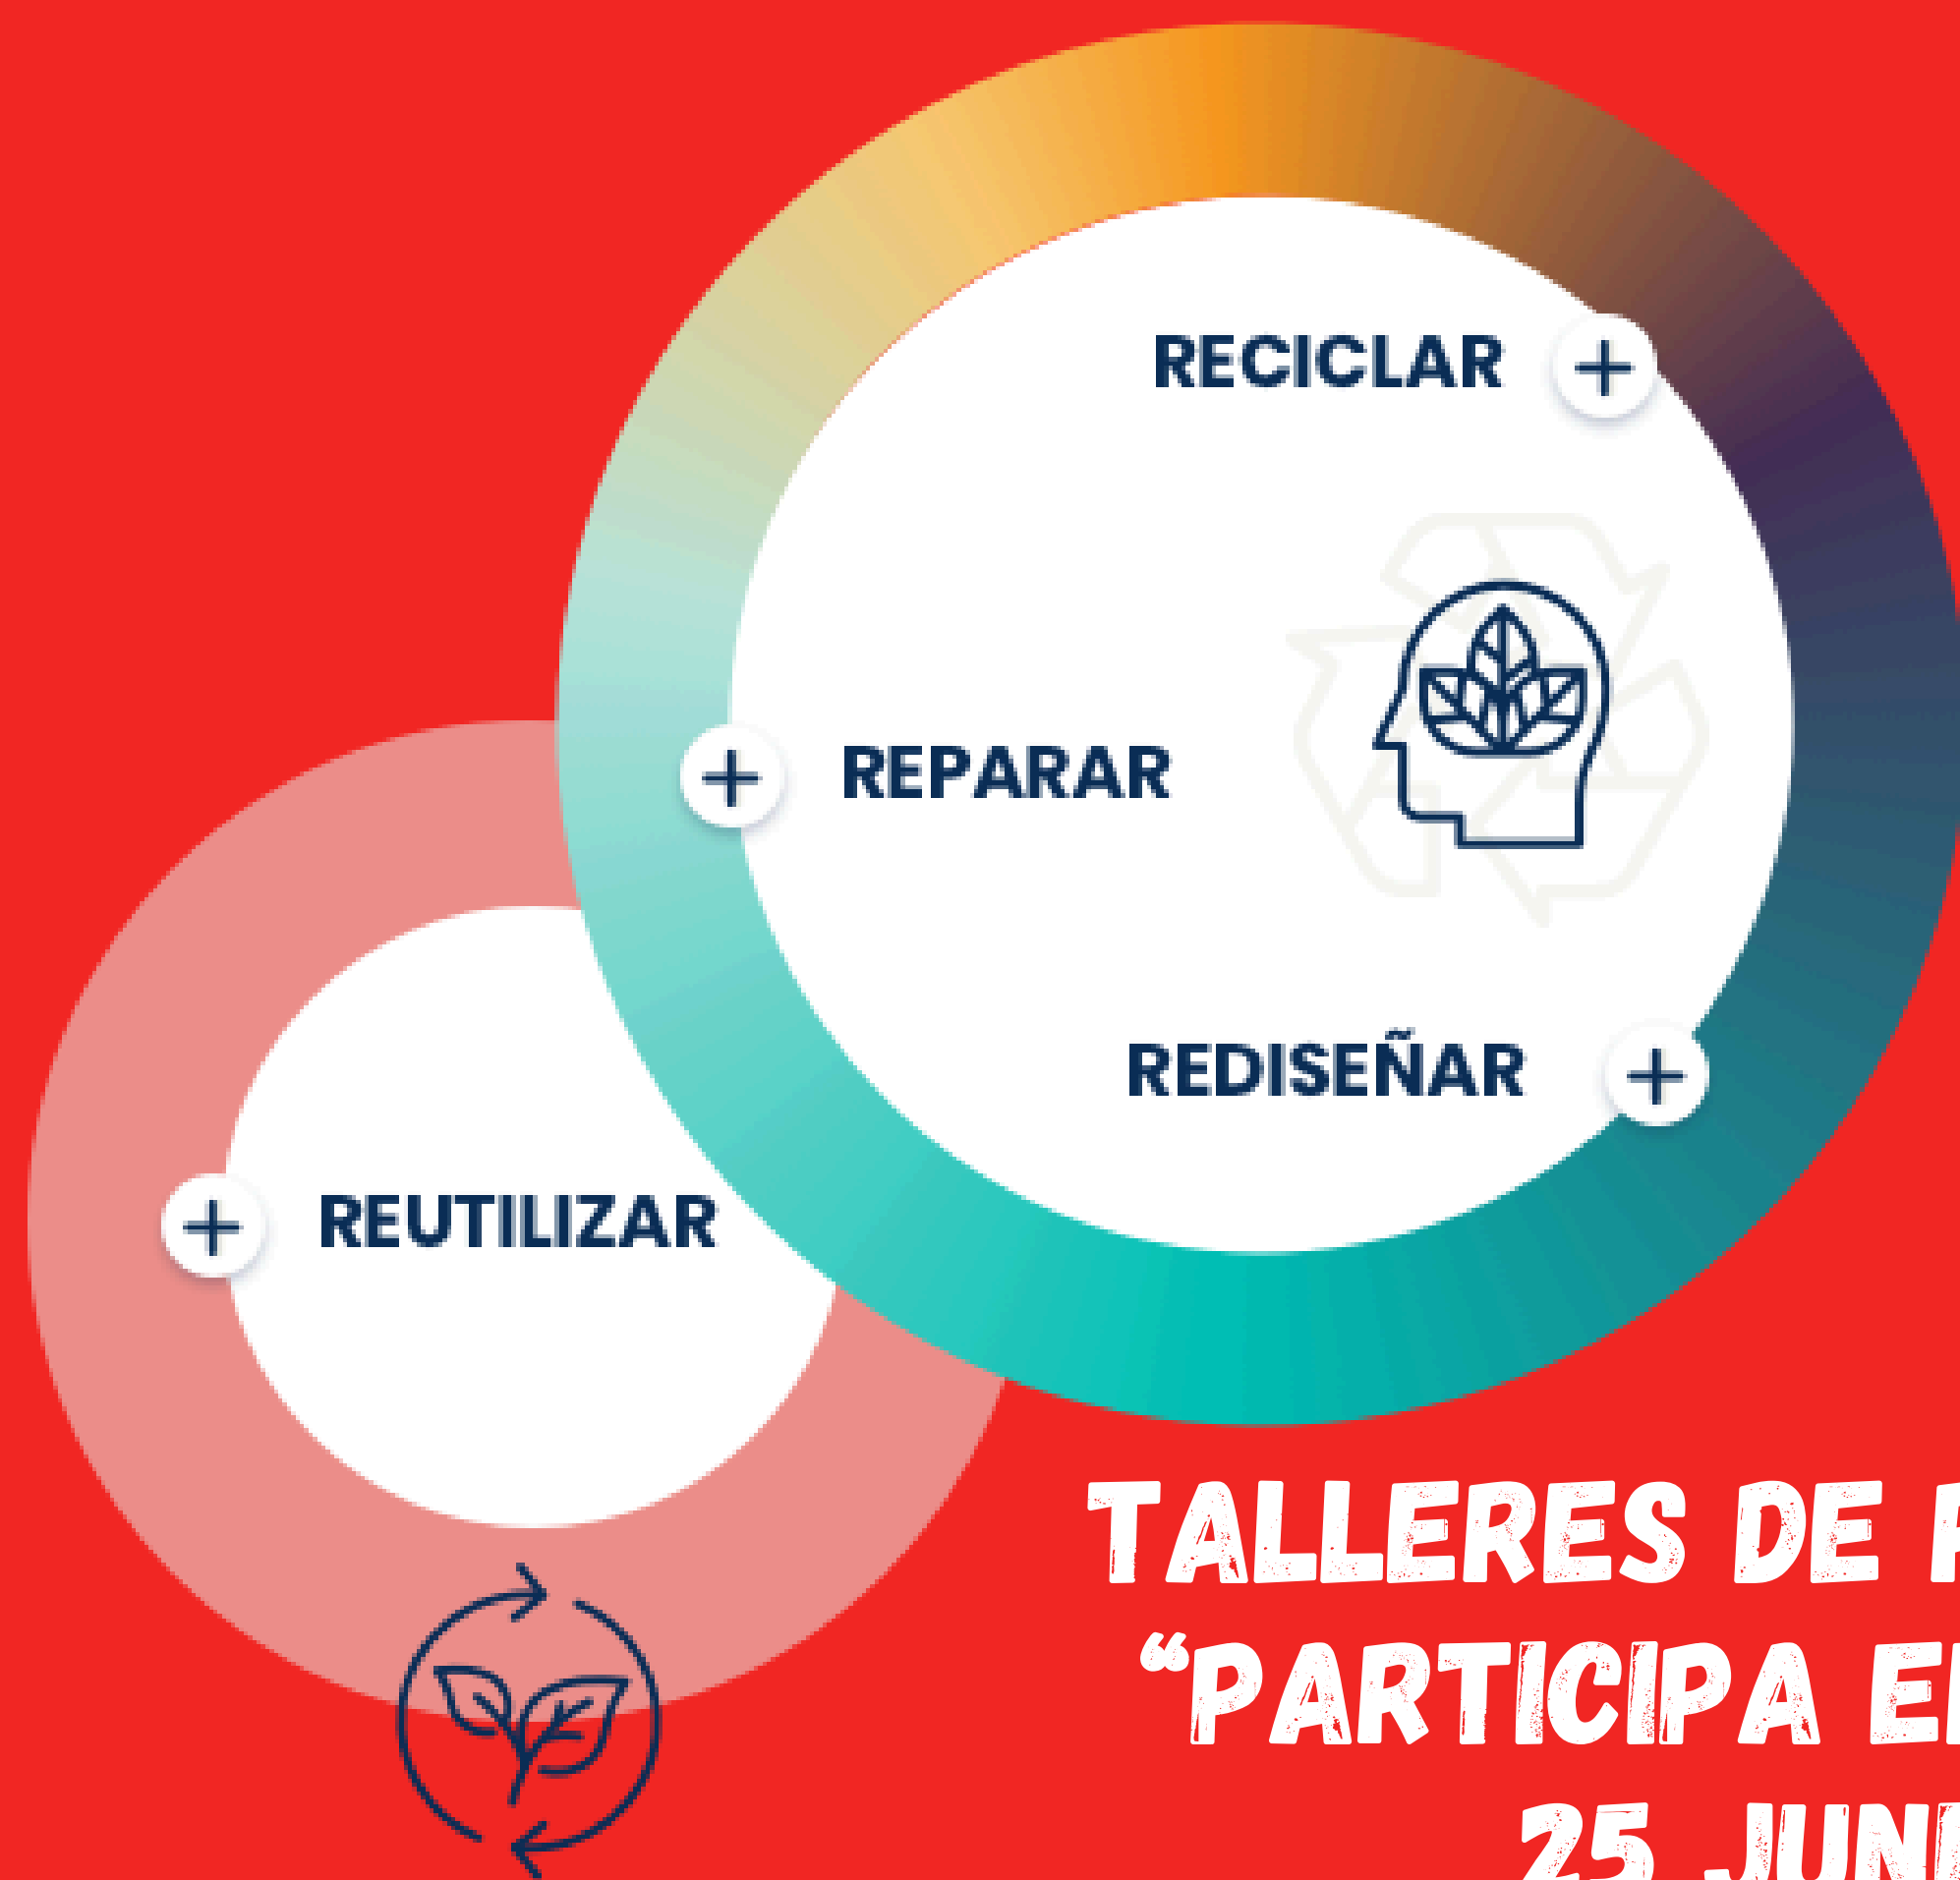 RECICLAR
REPARAR
REDISEÑAR
REUTILIZAR
TALLERES DE
“PARTICIPA
25